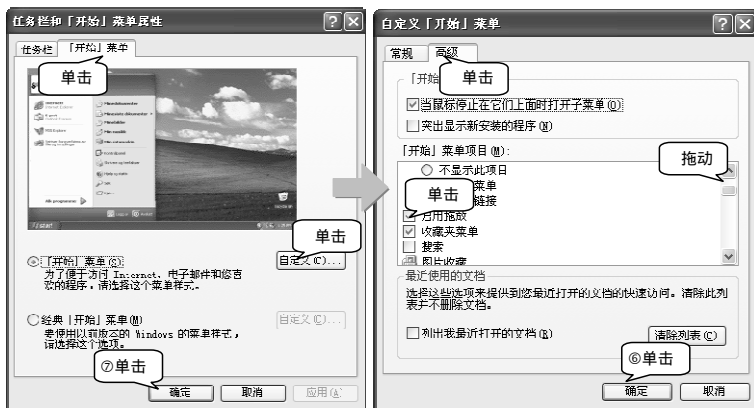 任务栏和「开始」菜单属性
任务栏 「开始」菜单
单击
Internet
My Computer
start
「开始」菜单(S)
自定义(C)...
单击
为了便于访问 Internet、电子邮件和您喜
欢的程序，请选择这个菜单样式。
经典「开始」菜单(M)
自定义(C)...
要使用以前版本的 Windows 的菜单样式，
请选择这个选项。
⑦单击
确定 取消 应用(A)
自定义「开始」菜单
常规 高级
「开始
单击
当鼠标停止在它们上面时打开子菜单(O)
突出显示新安装的程序(N)
「开始」菜单项目(M):
拖动
不显示此项目
菜单
单击
链接
启用拖放
收藏夹菜单
搜索
图片收藏
最近使用的文档
选择这些选项来提供到您最近打开的文档的快速访问。清除此列
表并不删除文档。
列出我最近打开的文档(R)
清除列表(C)
⑥单击
确定 取消